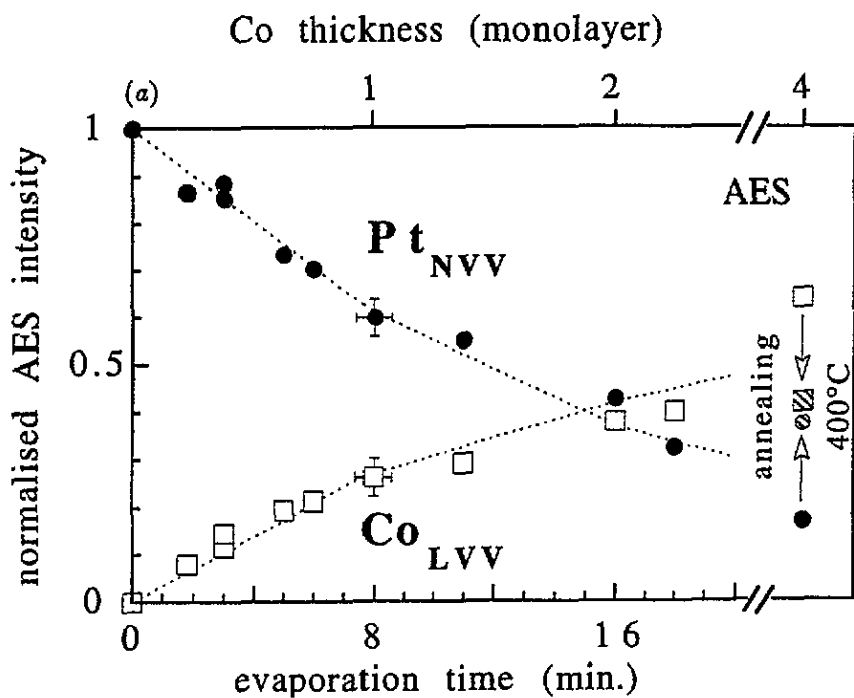 Co thickness (monolayer)
(a)
1
2
4
1
0.5
0
normalised AES intensity
AES
Pt NVV
Co LVV
annealing
400°C
0
8
16
evaporation time (min.)